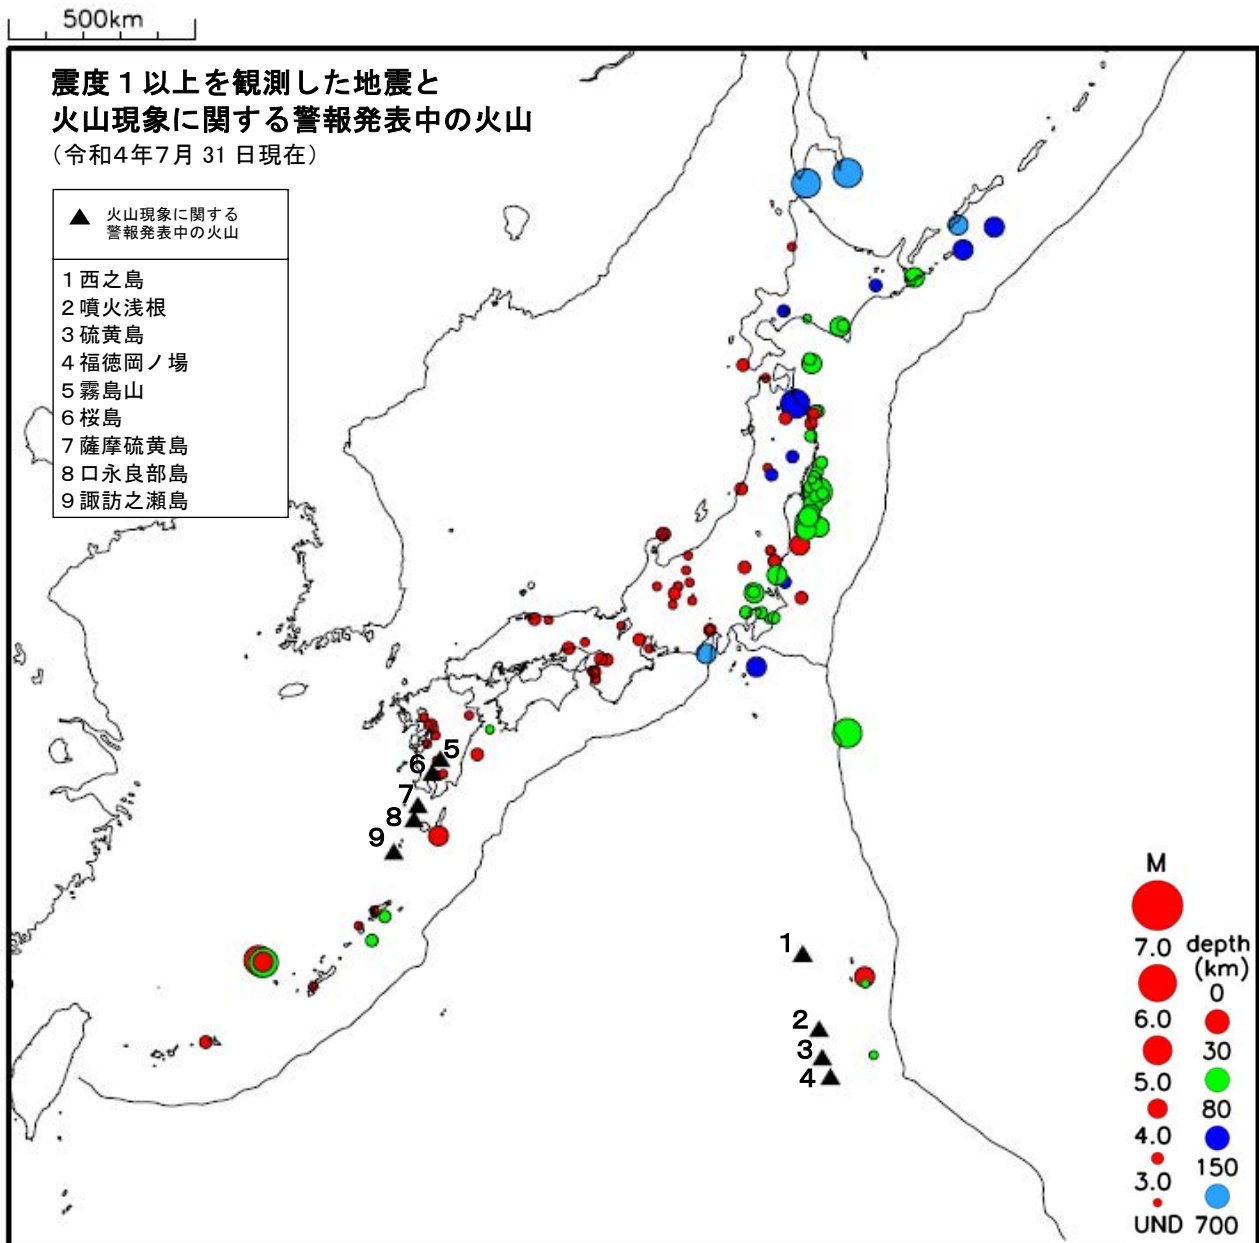 500km
震度１以上を観測した地震と
火山現象に関する警報発表中の火山
（令和4年7月 31 日現在）
▲ 火山現象に関する
警報発表中の火山
1 西之島
2 噴火浅根
3 硫黄島
4 福徳岡ノ場
5 霧島山
6 桜島
7 薩摩硫黄島
8 口永良部島
9 諏訪之瀬島
5
6
7
8
9
1
2
3
4
M
7.0
6.0
5.0
4.0
3.0
UND
depth
(km)
0
30
80
150
700